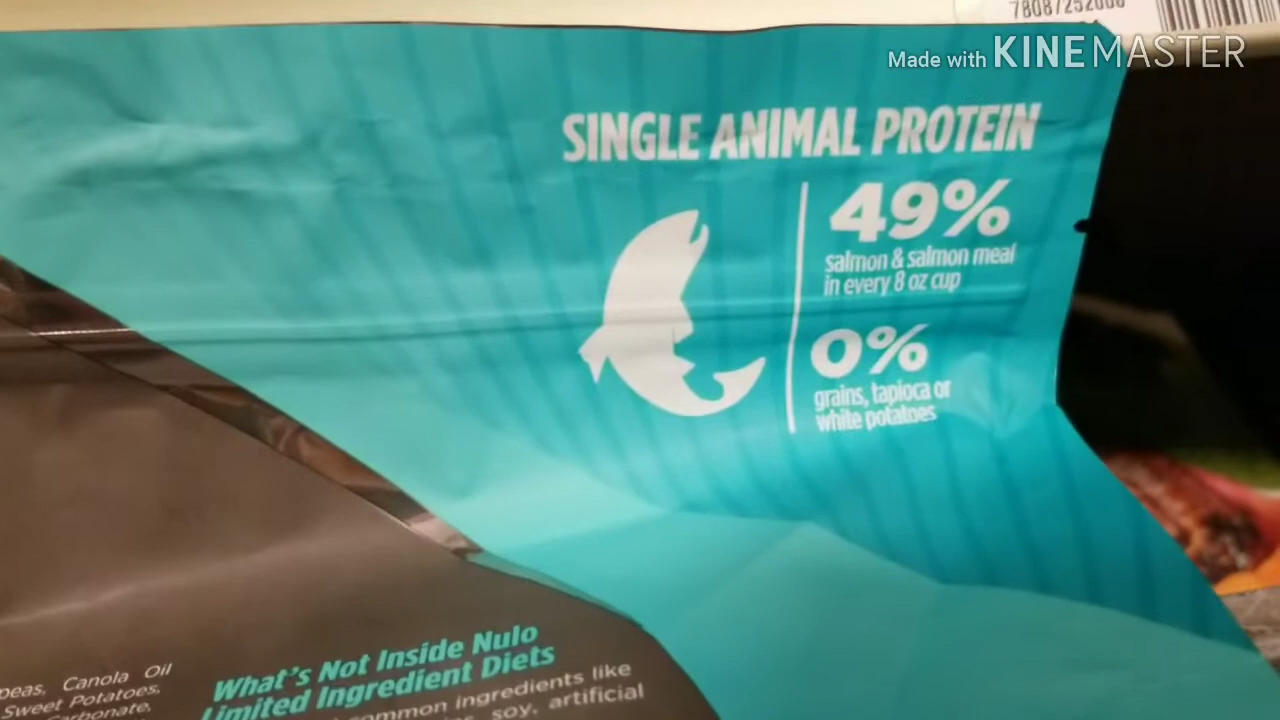 Made with KINEMASTER
SINGLE ANIMAL PROTEIN
49%
salmon & salmon meal
in every 8 oz cup
0%
grains, tapioca or
white potatoes
What's Not Inside Nulo
Limited Ingredient Diets
common ingredients like
soy, artificial
peas, Canola Oil
Sweet Potatoes,
Carbonate,